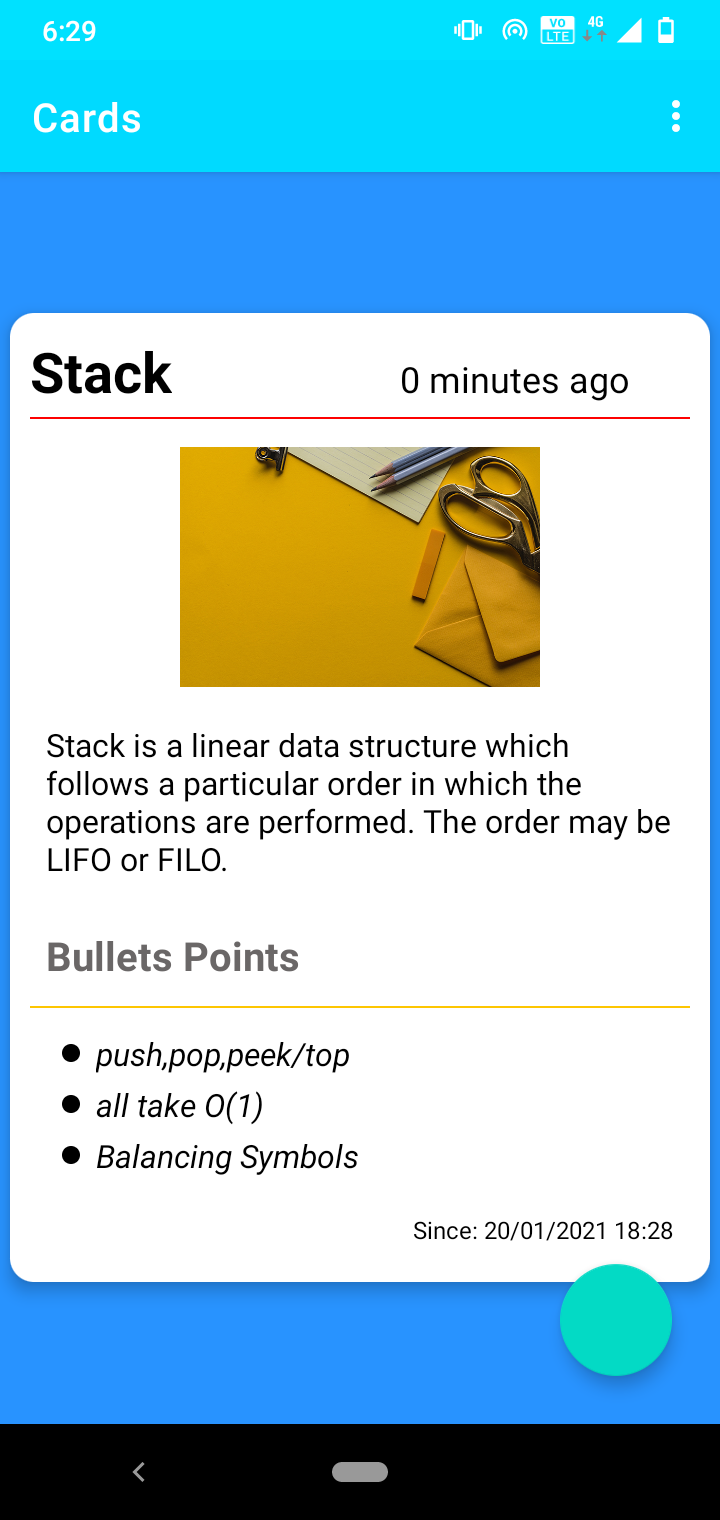 6:29
VO
LTE
4G
Cards
Stack
0 minutes ago
Stack is a linear data structure which
follows a particular order in which the
operations are performed. The order may be
LIFO or FILO.
Bullets Points
push,pop,peek/top
all take O(1)
Balancing Symbols
Since: 20/01/2021 18:28